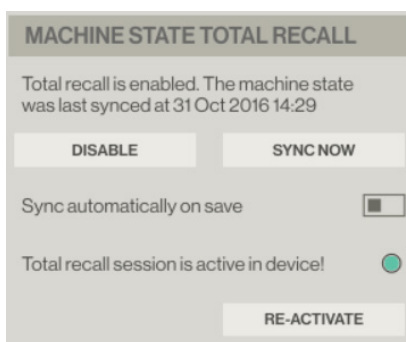 MACHINE STATE TOTAL RECALL
Total recall is enabled. The machine state
was last synced at 31 Oct 2016 14:29
DISABLE
SYNC NOW
Sync automatically on save
Total recall session is active in device!
RE-ACTIVATE